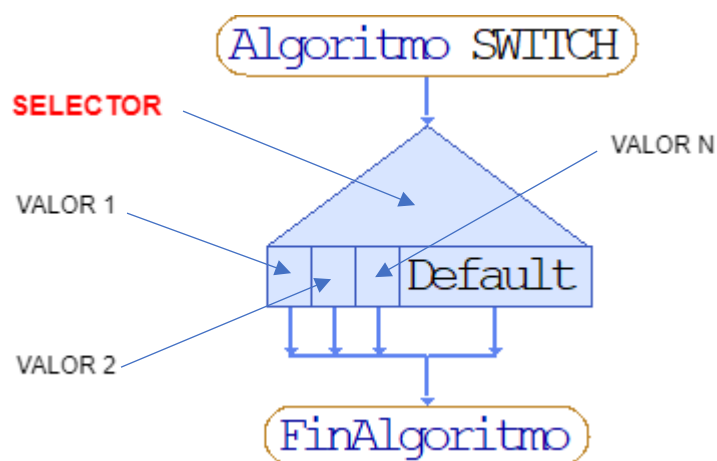 Algoritmo SWITCH
SELECTOR
VALOR N
VALOR 1
Default
VALOR 2
FinAlgoritmo